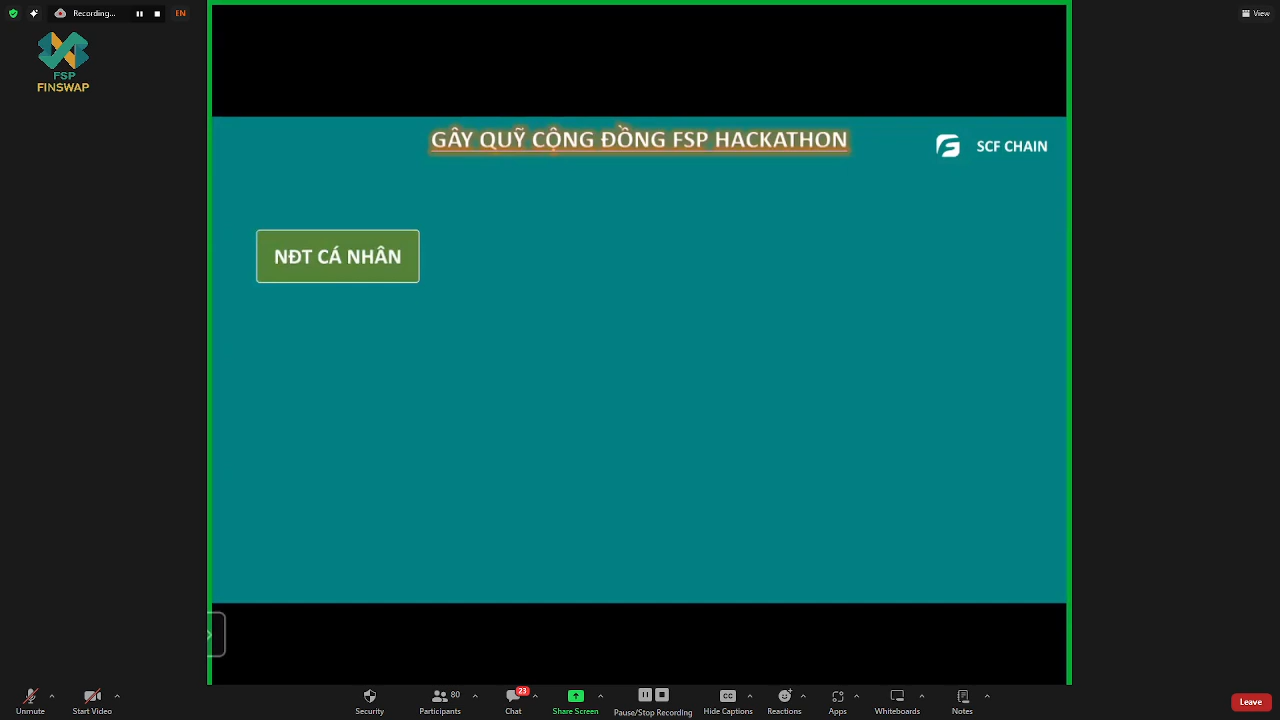 Recording...
EN
View
FSP
FINSWAP
GÂY QUỸ CỘNG ĐỒNG FSP HACKATHON
SCF CHAIN
NĐT CÁ NHÂN
Unmute
Start Video
Security
80
Participants
23
Chat
Share Screen
Pause/Stop Recording
CC
Hide Captions
Reactions
Apps
Whiteboards
Notes
Leave